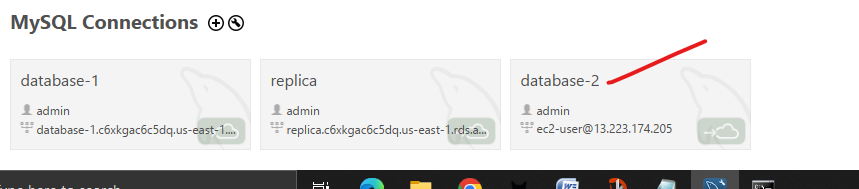 MySQL Connections
database-1
admin
database-1.c6xkgac6c5dq.us-east-1....
replica
admin
replica.c6xkgac6c5dq.us-east-1.rds.a...
database-2
admin
ec2-user@13.223.174.205